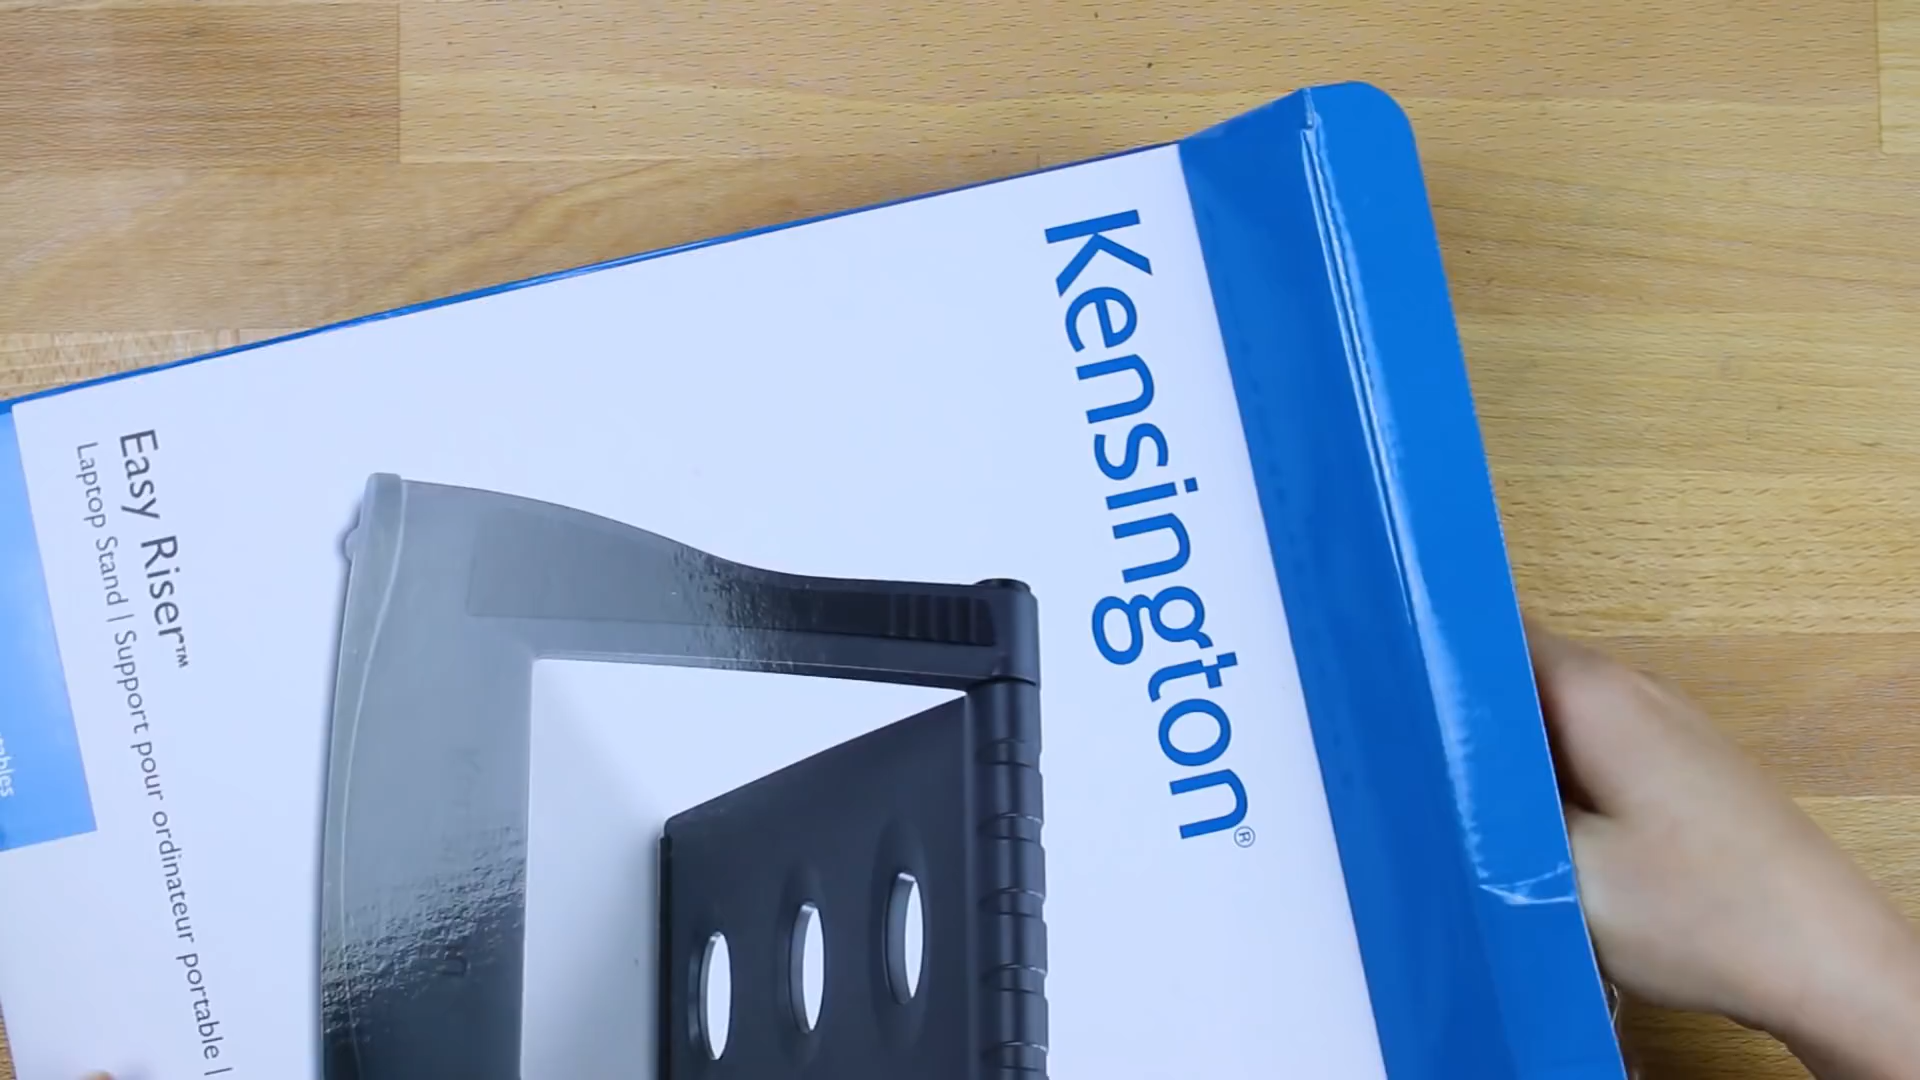 Kensington®
Easy Riser™
Laptop Stand | Support pour ordinateur portable |